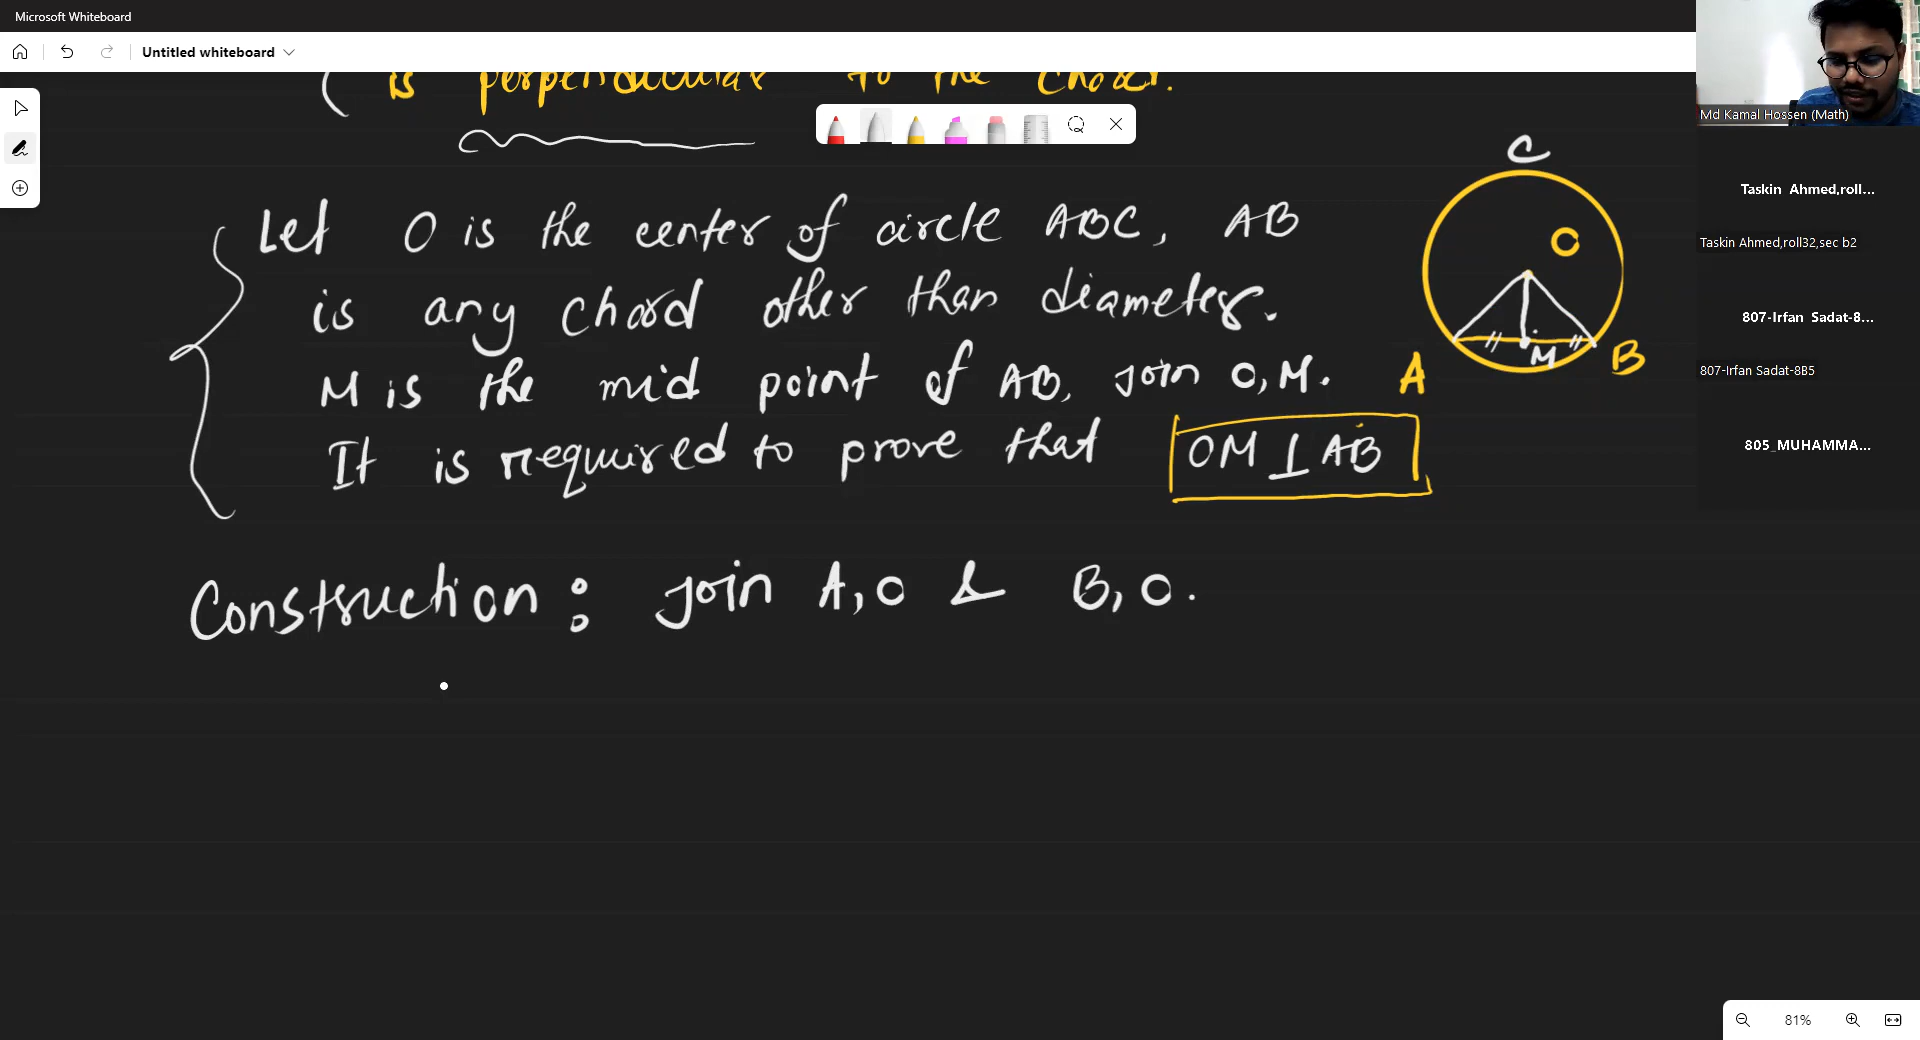 Microsoft Whiteboard
Untitled whiteboard
is perpendicular to the chord.
Let O is the center of circle ABC, AB
is any chord other than diameter.
M is the mid point of AB, join O,M.
It is required to prove that OM⊥AB
Construction: join A,O & B,O.
C
O
M
A
B
Md Kamal Hossen (Math)
Taskin Ahmed,roll...
Taskin Ahmed,roll32,sec b2
807-Irfan Sadat-8...
807-Irfan Sadat-8B5
805_MUHAMMA...
81%